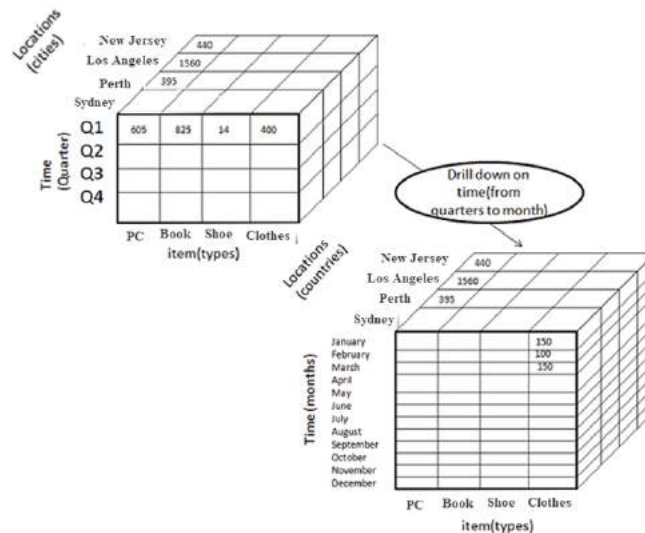 Locations
(cities)
New Jersey
Los Angeles
Perth
Sydney
440
1560
395
Time
(Quarter)
Q1
Q2
Q3
Q4
605 825 14 400
PC Book Shoe Clothes
item(types)
Drill down on
time(from
quarters to month)
Locations
(countries)
New Jersey
Los Angeles
Perth
Sydney
440
1560
395
Time(months)
January 150
February 100
March 150
April
May
June
July
August
September
October
November
December
PC Book Shoe Clothes
item(types)